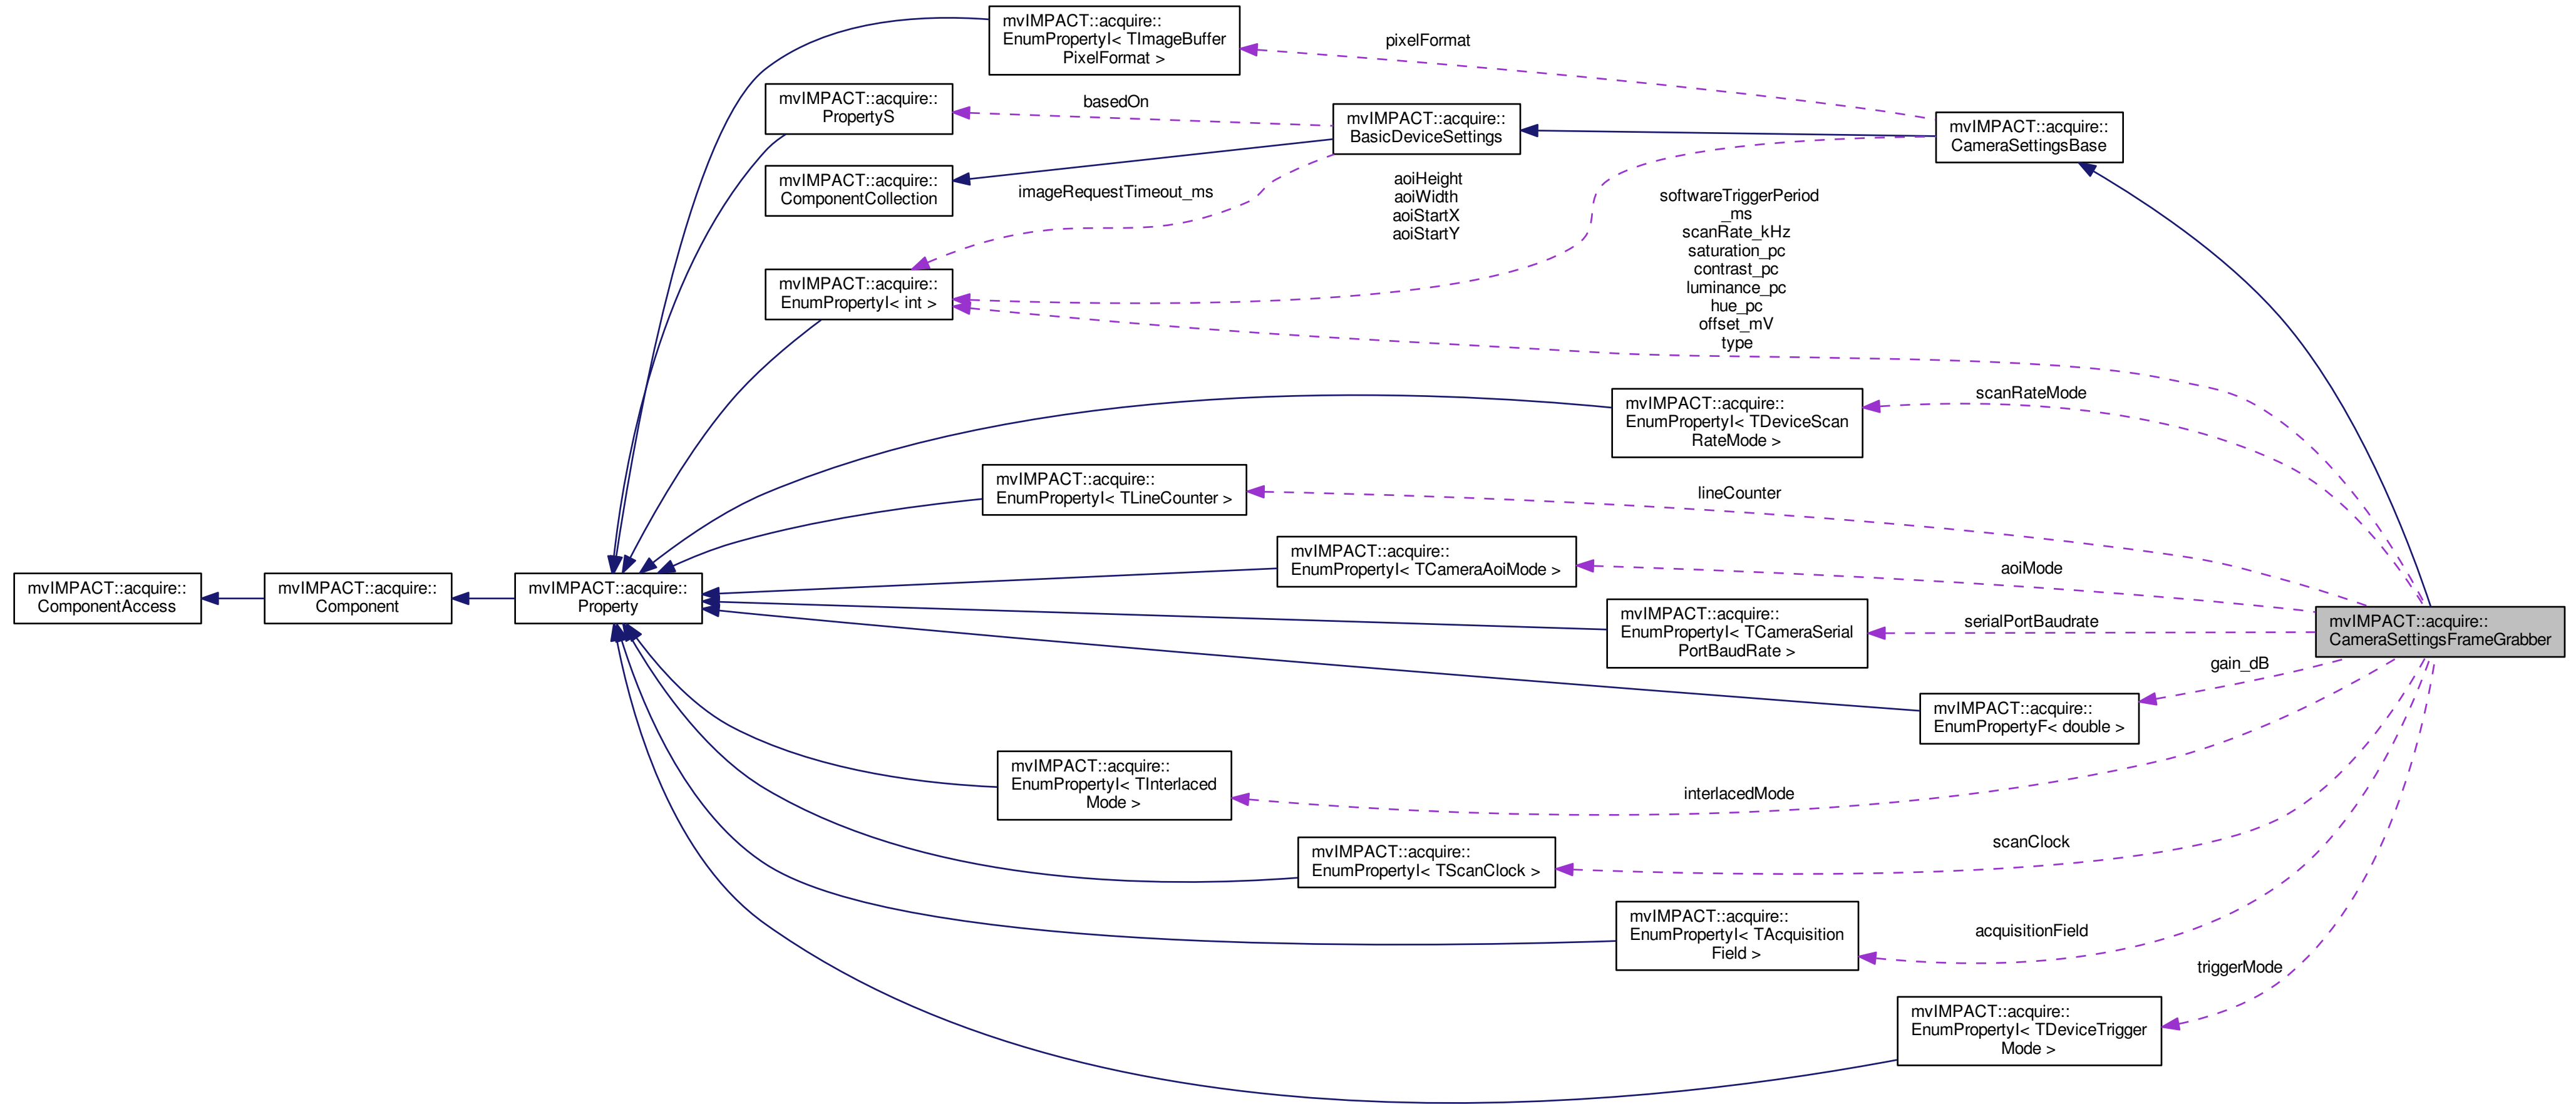 mvIMPACT::acquire::
EnumPropertyI< TImageBuffer
PixelFormat >
pixelFormat
mvIMPACT::acquire::
PropertyS
basedOn
mvIMPACT::acquire::
BasicDeviceSettings
mvIMPACT::acquire::
CameraSettingsBase
mvIMPACT::acquire::
ComponentCollection
imageRequestTimeout_ms
aoiHeight
aoiWidth
aoiStartX
aoiStartY
softwareTriggerPeriod
_ms
scanRate_kHz
saturation_pc
contrast_pc
luminance_pc
hue_pc
offset_mV
type
mvIMPACT::acquire::
EnumPropertyI< int >
mvIMPACT::acquire::
EnumPropertyI< TDeviceScan
RateMode >
scanRateMode
mvIMPACT::acquire::
EnumPropertyI< TLineCounter >
lineCounter
mvIMPACT::acquire::
EnumPropertyI< TCameraAoiMode >
aoiMode
mvIMPACT::acquire::
ComponentAccess
mvIMPACT::acquire::
Component
mvIMPACT::acquire::
Property
mvIMPACT::acquire::
EnumPropertyI< TCameraSerial
PortBaudRate >
serialPortBaudrate
mvIMPACT::acquire::
CameraSettingsFrameGrabber
gain_dB
mvIMPACT::acquire::
EnumPropertyF< double >
mvIMPACT::acquire::
EnumPropertyI< TInterlaced
Mode >
interlacedMode
mvIMPACT::acquire::
EnumPropertyI< TScanClock >
scanClock
mvIMPACT::acquire::
EnumPropertyI< TAcquisition
Field >
acquisitionField
triggerMode
mvIMPACT::acquire::
EnumPropertyI< TDeviceTrigger
Mode >